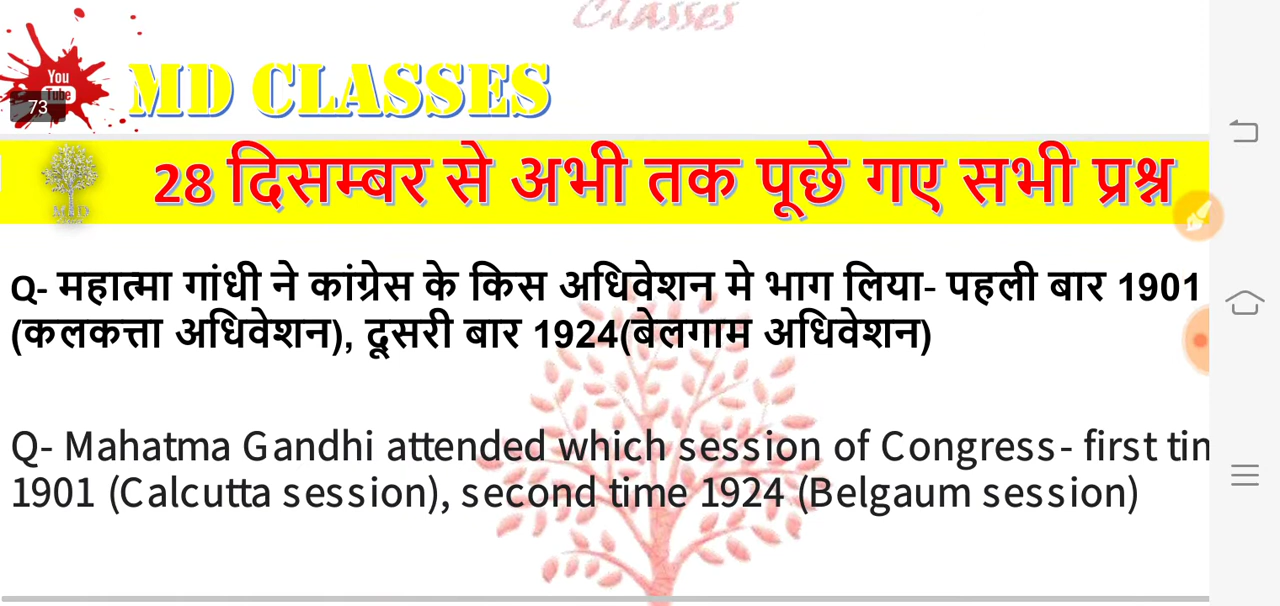 Classes
You
Tube
73
MD CLASSES
28 दिसम्बर से अभी तक पूछे गए सभी प्रश्न
MD
Q- महात्मा गांधी ने कांग्रेस के किस अधिवेशन मे भाग लिया- पहली बार 1901
(कलकत्ता अधिवेशन), दूसरी बार 1924(बेलगाम अधिवेशन)
Q- Mahatma Gandhi attended which session of Congress- first
1901 (Calcutta session), second time 1924 (Belgaum session)